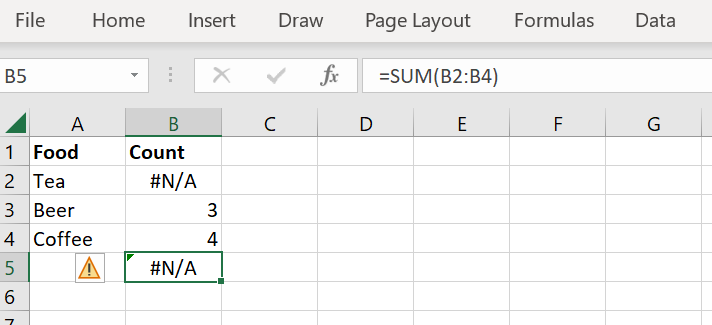 File Home Insert Draw Page Layout Formulas Data
B5 fx =SUM(B2:B4)
A B C D E F G
1 Food Count
2 Tea #N/A
3 Beer 3
4 Coffee 4
5 #N/A
6
7